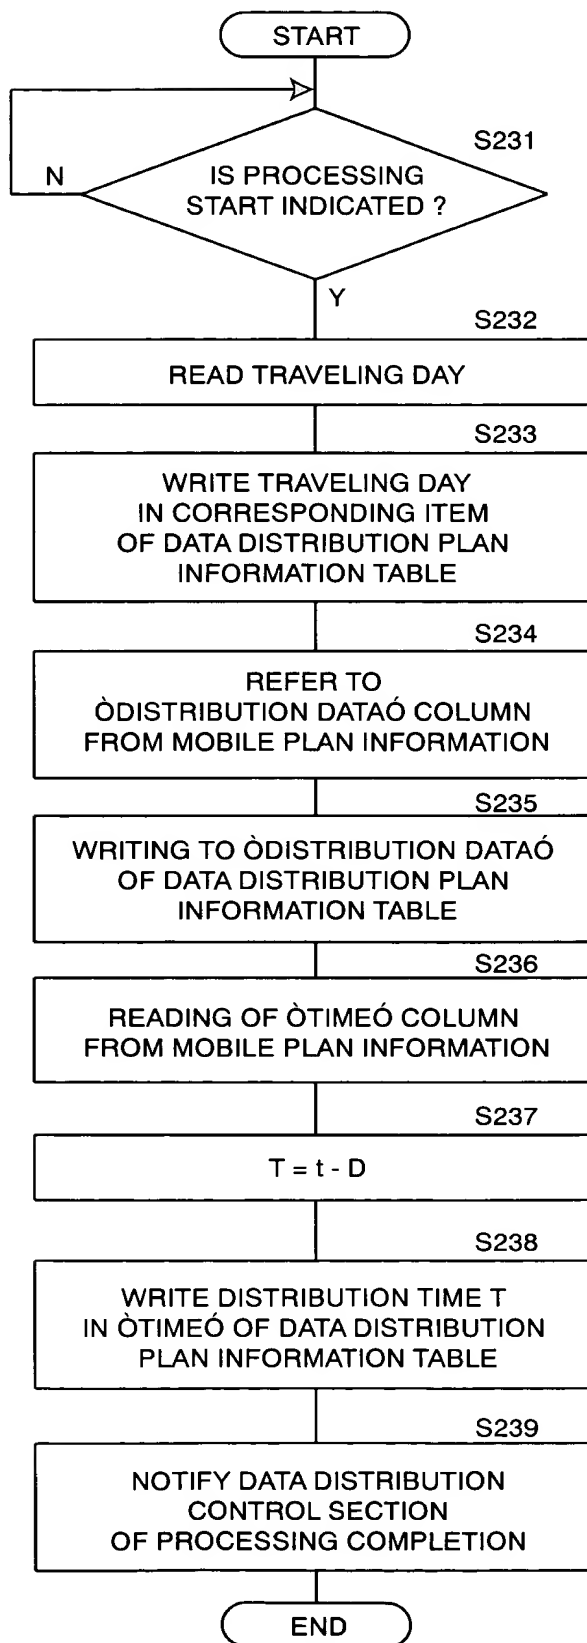 START
S231
IS PROCESSING
START INDICATED ?
N
Y
S232
READ TRAVELING DAY
S233
WRITE TRAVELING DAY
IN CORRESPONDING ITEM
OF DATA DISTRIBUTION PLAN
INFORMATION TABLE
S234
REFER TO
ÒDISTRIBUTION DATAÓ COLUMN
FROM MOBILE PLAN INFORMATION
S235
WRITING TO ÒDISTRIBUTION DATAÓ
OF DATA DISTRIBUTION PLAN
INFORMATION TABLE
S236
READING OF ÒTIMEÓ COLUMN
FROM MOBILE PLAN INFORMATION
S237
T = t - D
S238
WRITE DISTRIBUTION TIME T
IN ÒTIMEÓ OF DATA DISTRIBUTION
PLAN INFORMATION TABLE
S239
NOTIFY DATA DISTRIBUTION
CONTROL SECTION
OF PROCESSING COMPLETION
END